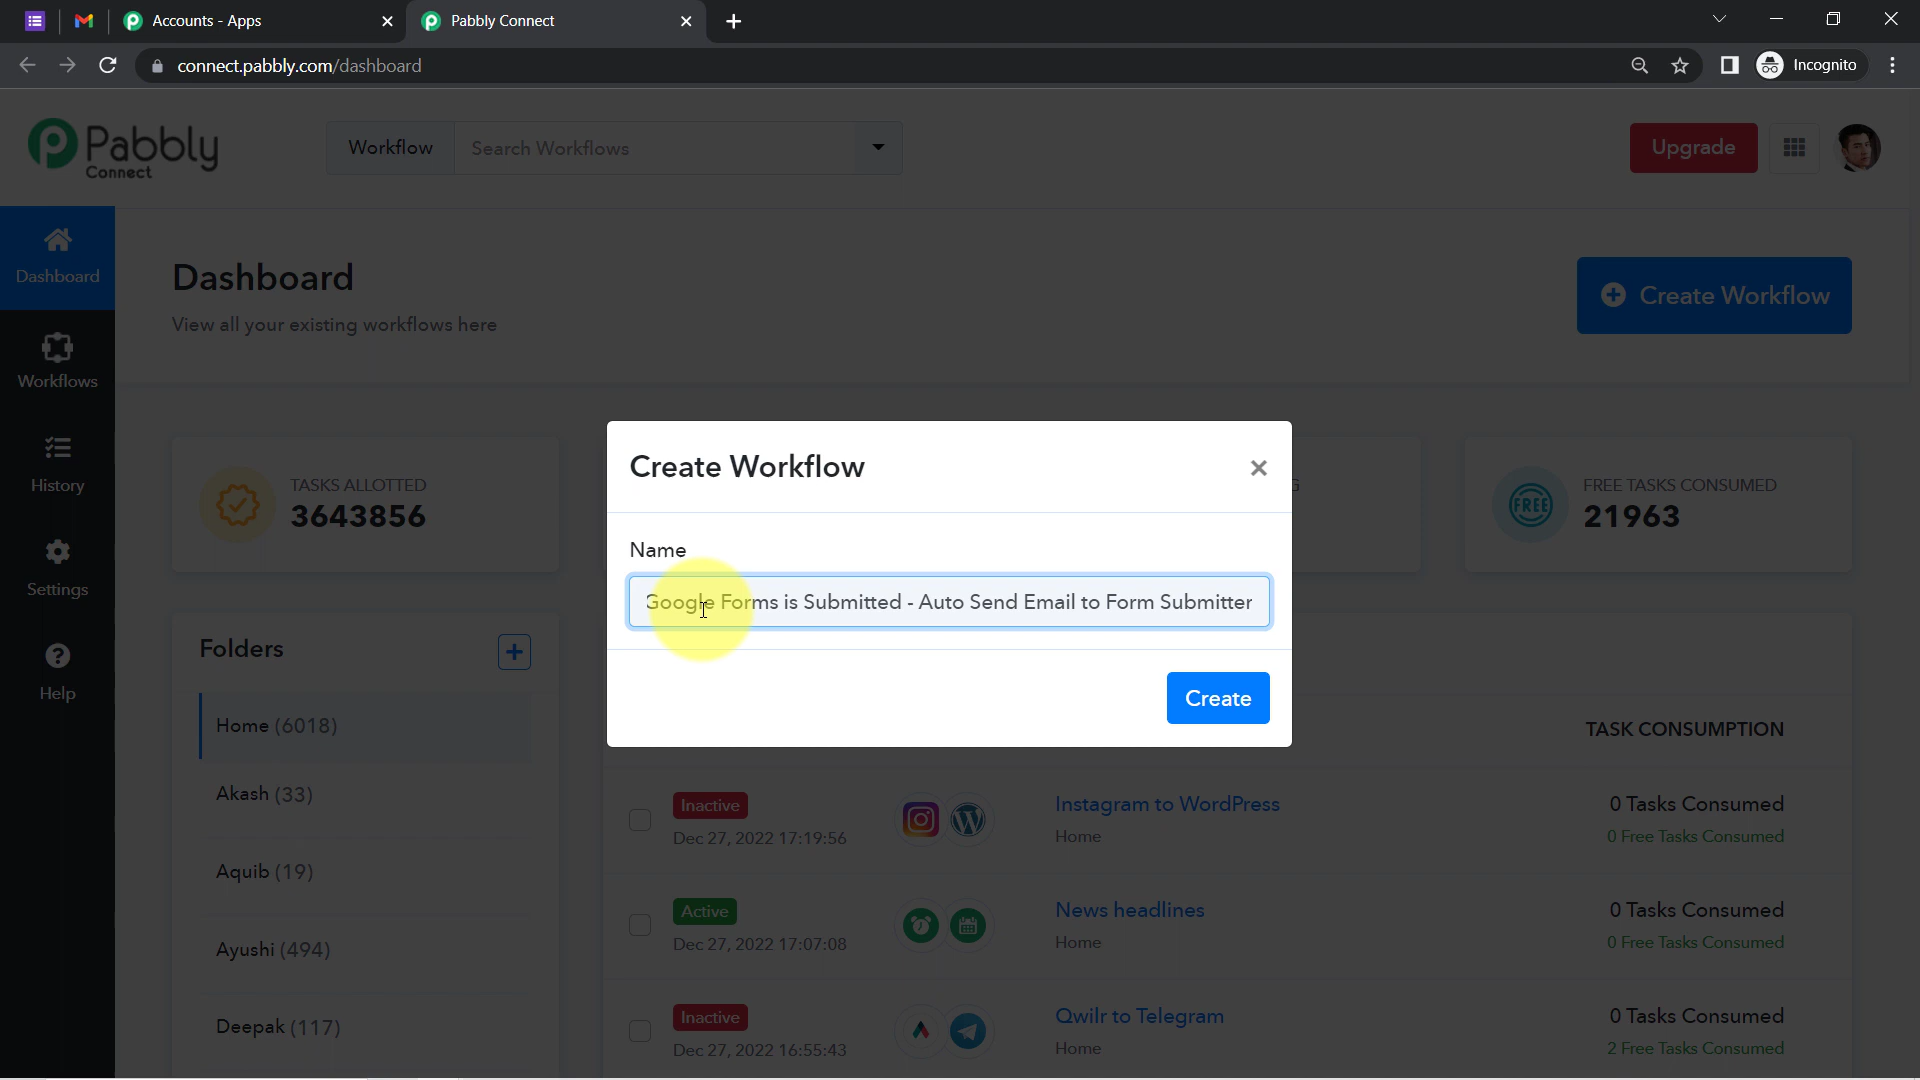 Accounts - Apps
Pabbly Connect
connect.pabbly.com/dashboard
Incognito
Pabbly
Connect
Workflow
Search Workflows
Upgrade
Dashboard
Workflows
History
Settings
Help
Dashboard
View all your existing workflows here
Create Workflow
TASKS ALLOTTED
3643856
FREE
FREE TASKS CONSUMED
21963
Create Workflow
Name
Google Forms is Submitted - Auto Send Email to Form Submitter
Create
Folders
Home (6018)
Akash (33)
Aquib (19)
Ayushi (494)
Deepak (117)
TASK CONSUMPTION
Inactive
Dec 27, 2022 17:19:56
Instagram to WordPress
Home
0 Tasks Consumed
0 Free Tasks Consumed
Active
Dec 27, 2022 17:07:08
News headlines
Home
0 Tasks Consumed
0 Free Tasks Consumed
Inactive
Dec 27, 2022 16:55:43
Qwilr to Telegram
Home
0 Tasks Consumed
2 Free Tasks Consumed